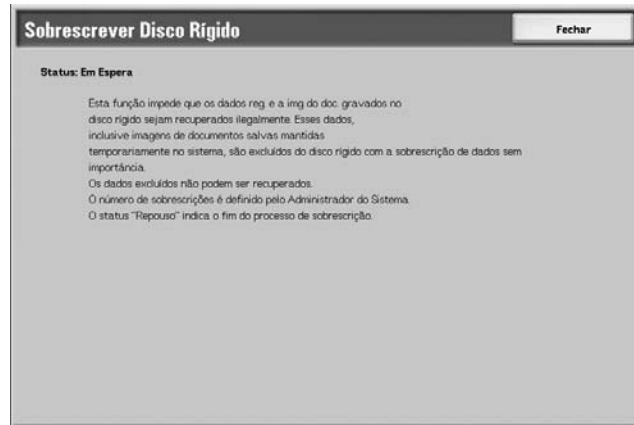 Sobrescrever Disco Rígido
Fechar
Status: Em Espera
Esta função impede que os dados reg. e a img do doc. gravados no
disco rígido sejam recuperados ilegalmente. Esses dados,
inclusive imagens de documentos salvas mantidas
temporariamente no sistema, são excluídos do disco rígido com a sobrescrição de dados sem
importância.
Os dados excluídos não podem ser recuperados.
O número de sobrescrições é definido pelo Administrador do Sistema.
O status "Repouso" indica o fim do processo de sobrescrição.